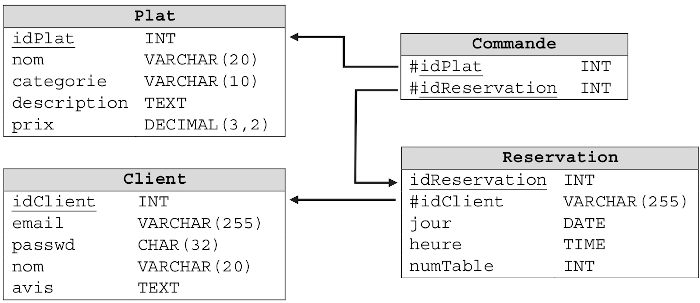 Plat
idPlat INT
nom VARCHAR(20)
categorie VARCHAR(10)
description TEXT
prix DECIMAL(3,2)
Commande
#idPlat INT
#idReservation INT
Client
idClient INT
email VARCHAR(255)
passwd CHAR(32)
nom VARCHAR(20)
avis TEXT
Reservation
idReservation INT
#idClient VARCHAR(255)
jour DATE
heure TIME
numTable INT